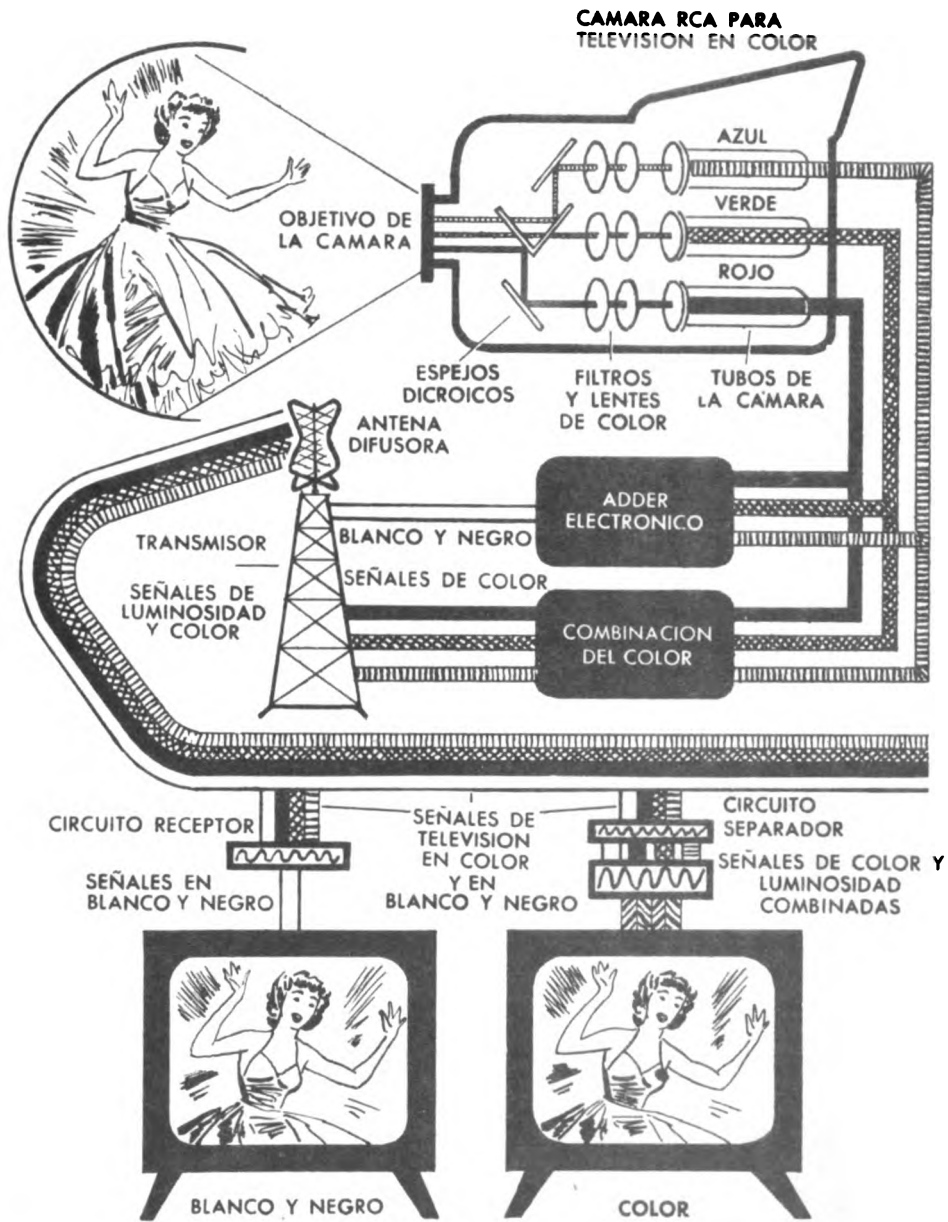 CAMARA RCA PARA
TELEVISION EN COLOR
AZUL
VERDE
ROJO
OBJETIVO DE
LA CAMARA
ESPEJOS
DICROICOS
FILTROS
Y LENTES
DE COLOR
TUBOS DE
LA CAMARA
ANTENA
DIFUSORA
ADDER
ELECTRONICO
TRANSMISOR
BLANCO Y NEGRO
SEÑALES DE
LUMINOSIDAD
Y COLOR
SEÑALES DE COLOR
COMBINACION
DEL COLOR
CIRCUITO RECEPTOR
SEÑALES DE
TELEVISION
EN COLOR
Y EN
BLANCO Y NEGRO
CIRCUITO
SEPARADOR
SEÑALES EN
BLANCO Y NEGRO
SEÑALES DE COLOR Y
LUMINOSIDAD
COMBINADAS
BLANCO Y NEGRO
COLOR